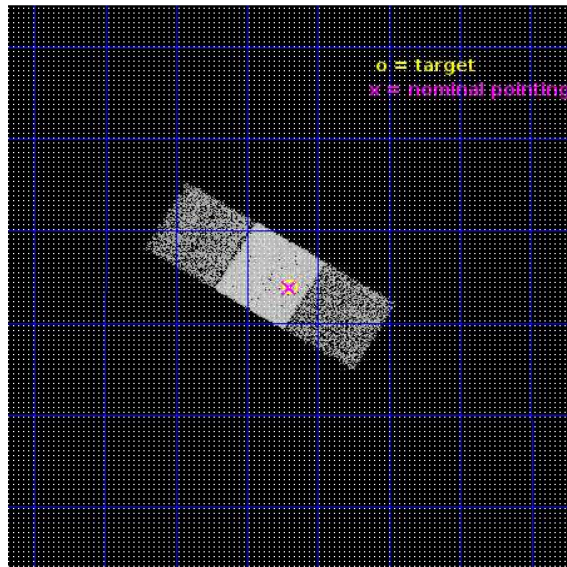 o = target
x = nominal pointing